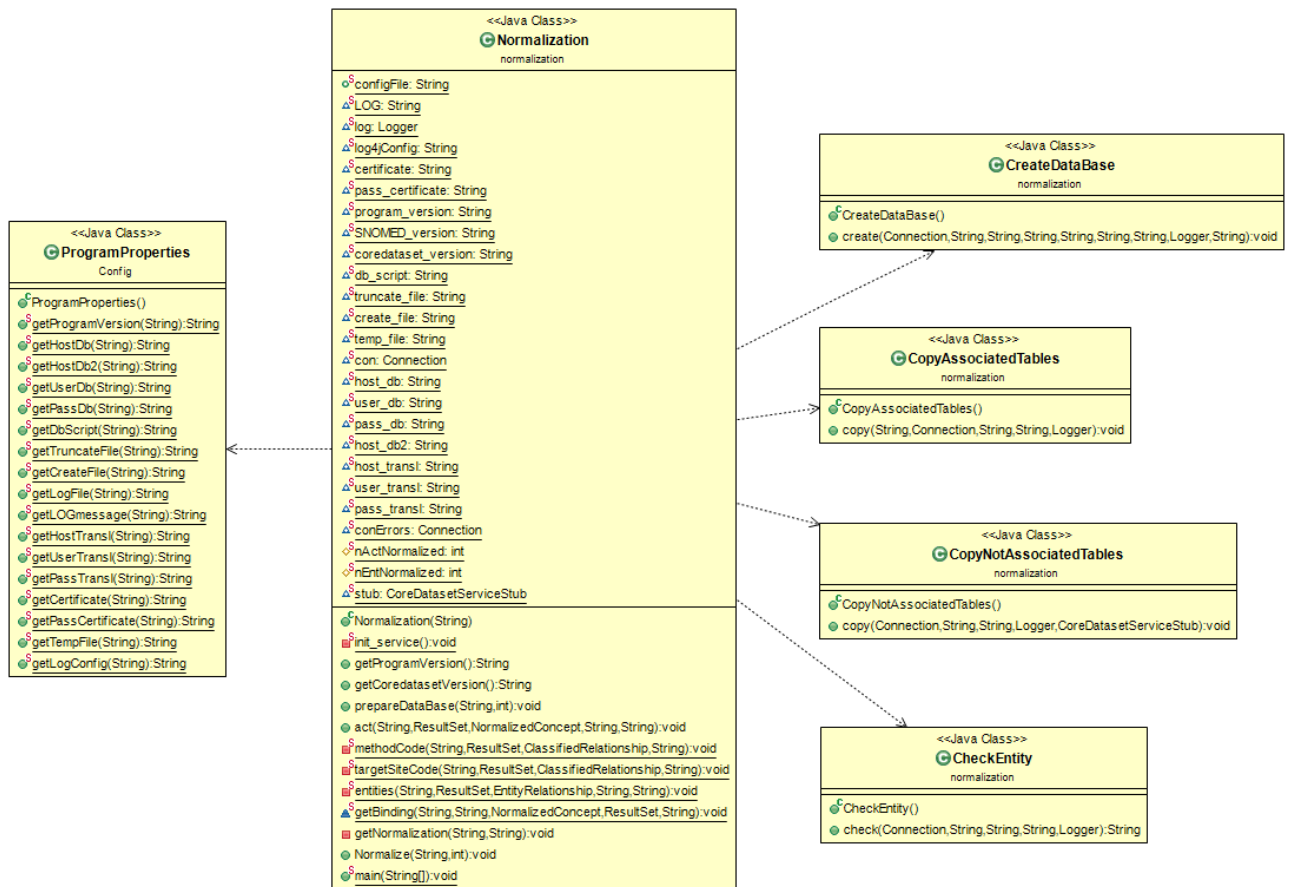 <<Java Class>>
ProgramProperties
Config
ProgramProperties()
getProgramVersion(String):String
getHostDb(String):String
getHostDb2(String):String
getUserDb(String):String
getPassDb(String):String
getDbScript(String):String
getTruncateFile(String):String
getCreateFile(String):String
getLogFile(String):String
getLOGmessage(String):String
getHostTransl(String):String
getUserTransl(String):String
getPassTransl(String):String
getCertificate(String):String
getPassCertificate(String):String
getTempFile(String):String
getLogConfig(String):String
<<Java Class>>
Normalization
normalization
configFile: String
LOG: String
log: Logger
log4jConfig: String
certificate: String
pass_certificate: String
program_version: String
SNOMED_version: String
coredataset_version: String
db_script: String
truncate_file: String
create_file: String
temp_file: String
con: Connection
host_db: String
user_db: String
pass_db: String
host_db2: String
host_transl: String
user_transl: String
pass_transl: String
conErrors: Connection
nActNormalized: int
nEntNormalized: int
stub: CoreDatasetServiceStub
Normalization(String)
init_service():void
getProgramVersion():String
getCoredatasetVersion():String
prepareDataBase(String,int):void
act(String,ResultSet,NormalizedConcept,String,String):void
methodCode(String,ResultSet,ClassifiedRelationship,String):void
targetSiteCode(String,ResultSet,ClassifiedRelationship,String):void
entities(String,ResultSet,EntityRelationship,String,String):void
getBinding(String,String,NormalizedConcept,ResultSet,String):void
getNormalization(String,String):void
Normalize(String,int):void
main(String[]):void
<<Java Class>>
CreateDataBase
normalization
CreateDataBase()
create(Connection,String,String,String,String,String,String,Logger,String):void
<<Java Class>>
CopyAssociatedTables
normalization
CopyAssociatedTables()
copy(String,Connection,String,String,Logger):void
<<Java Class>>
CopyNotAssociatedTables
normalization
CopyNotAssociatedTables()
copy(Connection,String,String,Logger,CoreDatasetServiceStub):void
<<Java Class>>
CheckEntity
normalization
CheckEntity()
check(Connection,String,String,String,Logger):String